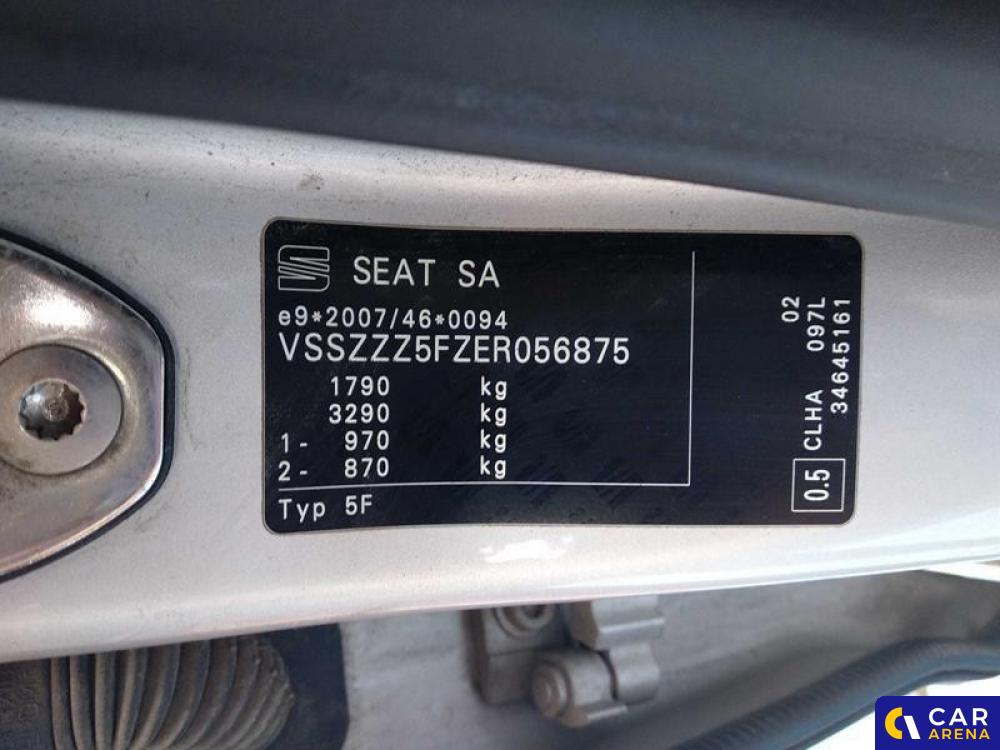 SEAT SA
e9*2007/46*0094
VSSZZZ5FZER056875
1790 kg
3290 kg
1- 970 kg
2- 870 kg
Typ 5F
02
CLHA 097L
34645161
0.5
CAR
ARENA